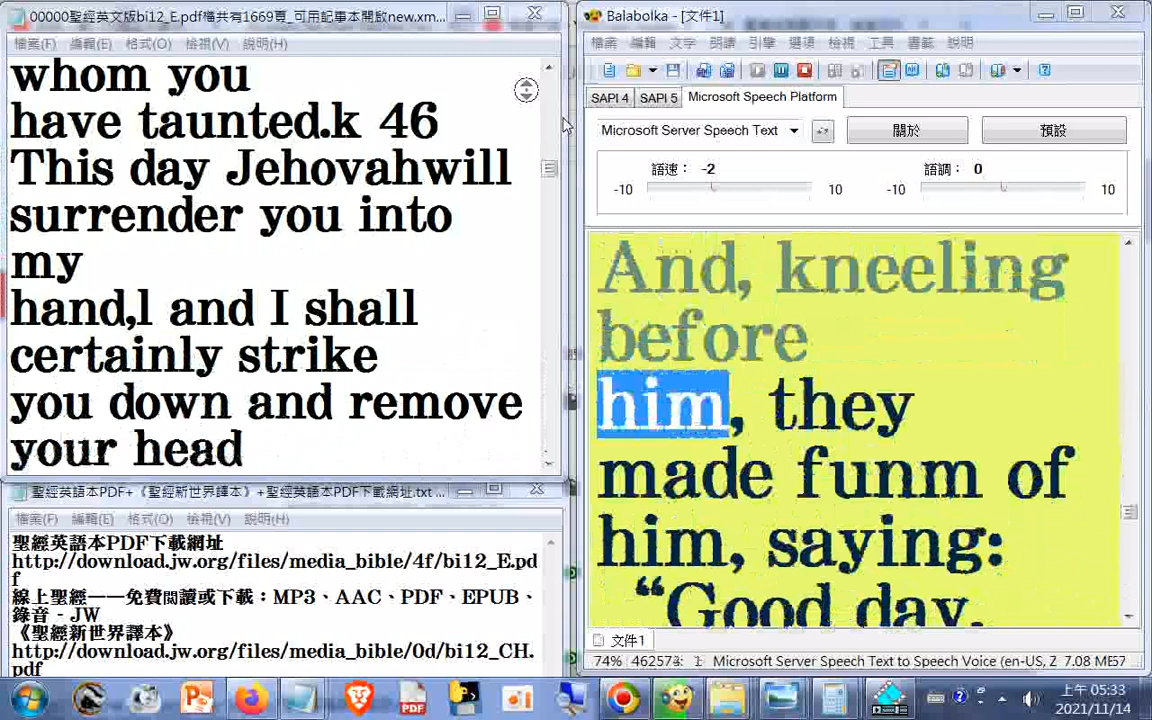 00000聖經英文版bi12_E.pdf檔共有1669頁_可用記事本開啟new.xm...
檔案(F) 編輯(E) 格式(O) 檢視(V) 說明(H)
whom you
have taunted.k 46
This day Jehovahwill
surrender you into
my
hand,l and I shall
certainly strike
you down and remove
your head
聖經英語本PDF+《聖經新世界譯本》+聖經英語本PDF下載網址.txt ...
檔案(F) 編輯(E) 格式(O) 檢視(V) 說明(H)
聖經英語本PDF下載網址
http://download.jw.org/files/media_bible/4f/bi12_E.pd
f
線上聖經——免費閱讀或下載：MP3、AAC、PDF、EPUB、
錄音 - JW
《聖經新世界譯本》
http://download.jw.org/files/media_bible/0d/bi12_CH.
pdf
Balabolka - [文件1]
檔案 編輯 文字 朗讀 引擎 選項 檢視 工具 書籤 說明
SAPI 4 SAPI 5 Microsoft Speech Platform
Microsoft Server Speech Text 關於 預設
語速： -2 語調： 0
-10 10 -10 10
And, kneeling
before
him, they
made funm of
him, saying:
“Good day,
文件1
74% 462574: 1 Microsoft Server Speech Text to Speech Voice (en-US, Z 7.08 ME57
PDF
上午 05:33
2021/11/14